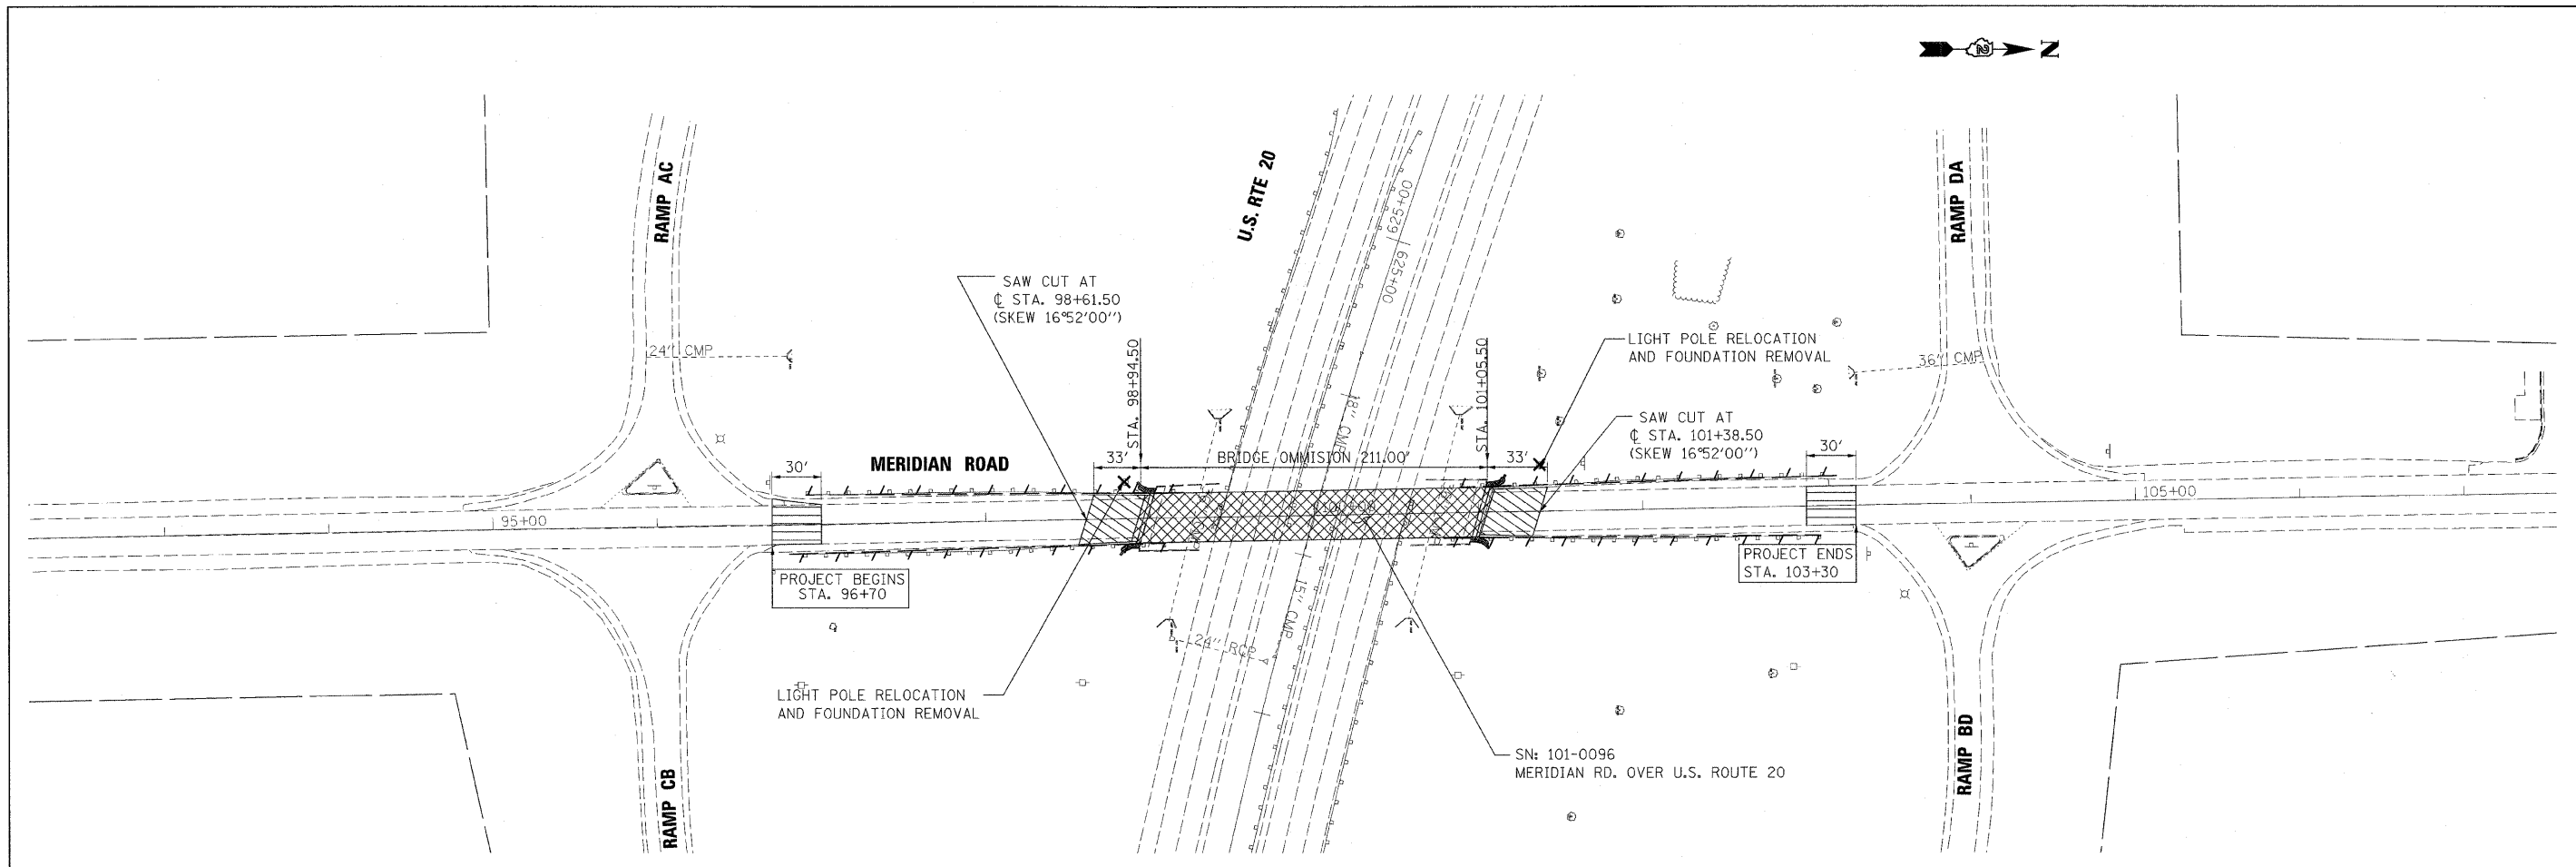 N
RAMP AC
U.S. RTE 20
RAMP DA
625+00
625+00
SAW CUT AT
℄ STA. 98+61.50
(SKEW 16°52'00'')
STA. 98+94.50
STA. 101+05.50
LIGHT POLE RELOCATION
AND FOUNDATION REMOVAL
24'' CMP
36'' CMP
18'' CMP
SAW CUT AT
℄ STA. 101+38.50
(SKEW 16°52'00'')
30'
MERIDIAN ROAD
33'
BRIDGE OMMISION 211.00'
33'
30'
95+00
100+00
105+00
PROJECT BEGINS
STA. 96+70
PROJECT ENDS
STA. 103+30
15'' CMP
24'' RCP
LIGHT POLE RELOCATION
AND FOUNDATION REMOVAL
SN: 101-0096
MERIDIAN RD. OVER U.S. ROUTE 20
RAMP CB
RAMP BD